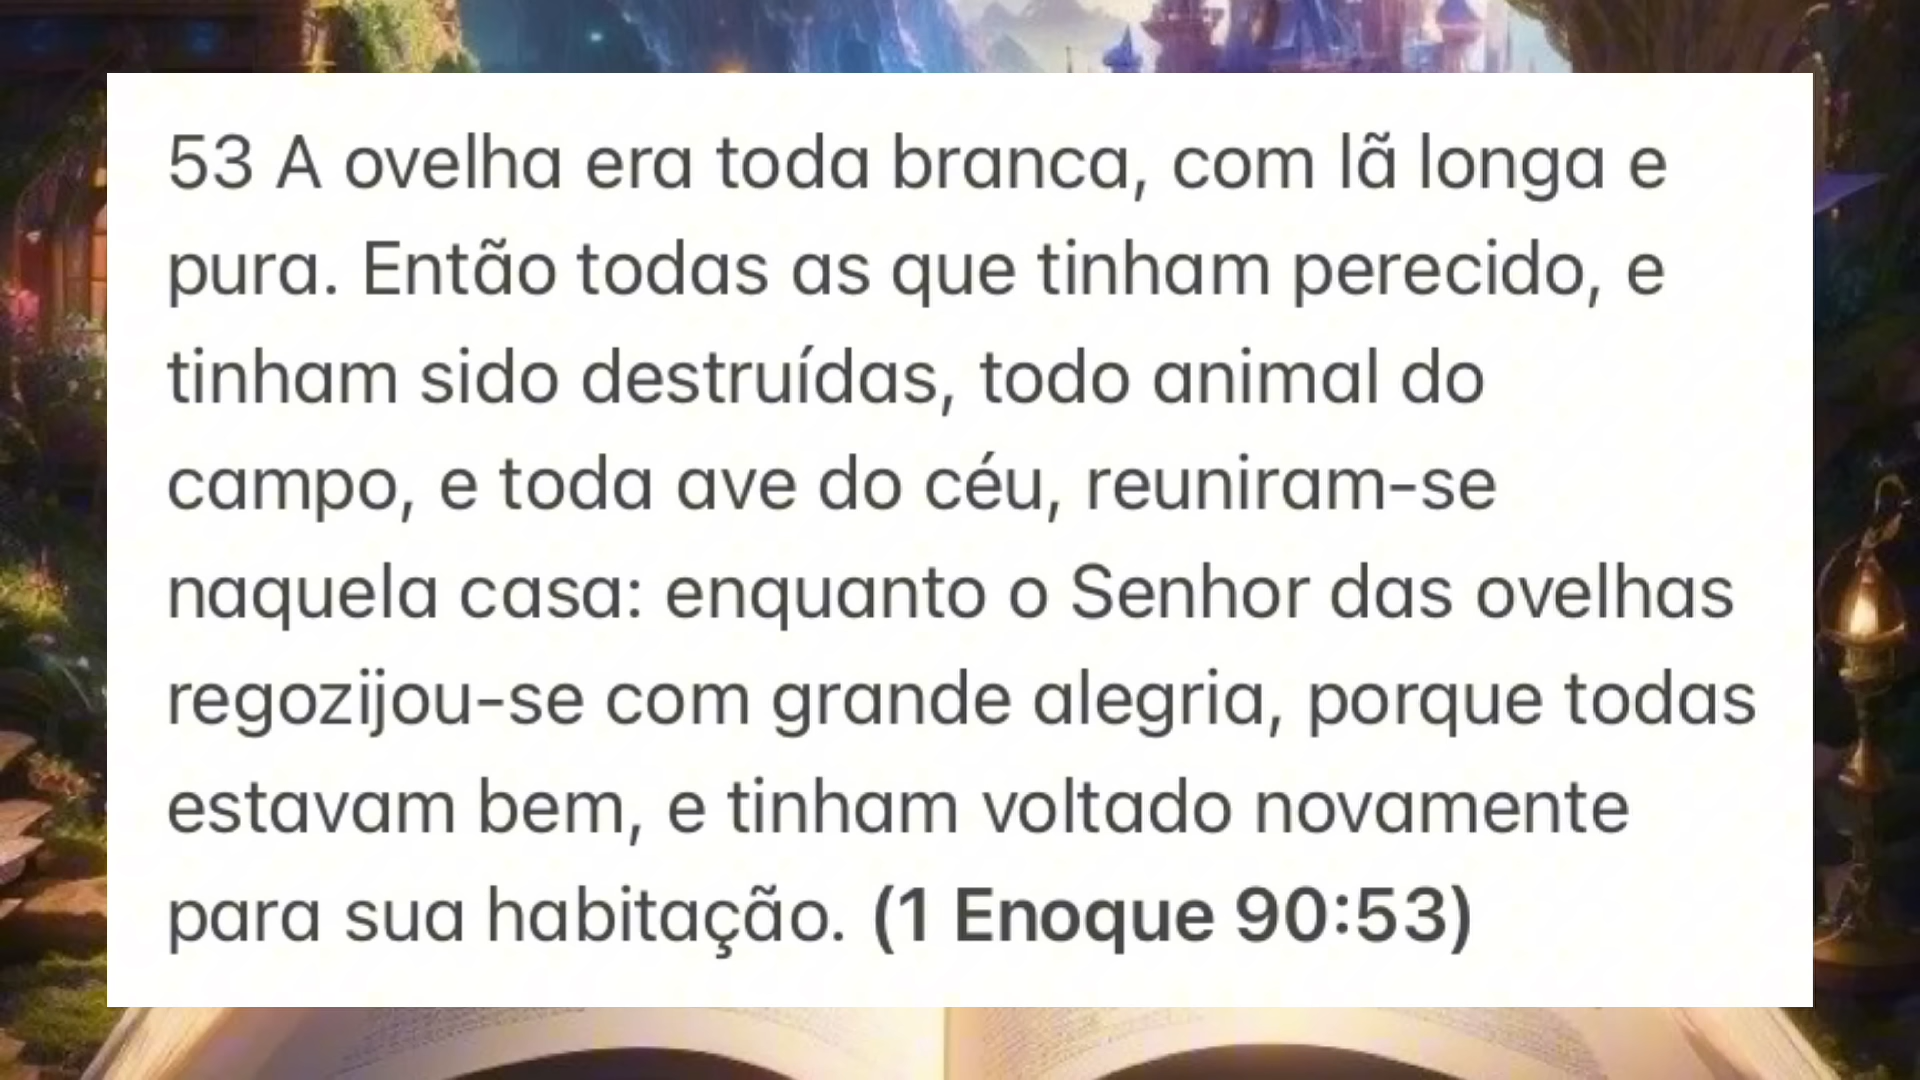 53 A ovelha era toda branca, com lã longa e
pura. Então todas as que tinham perecido, e
tinham sido destruídas, todo animal do
campo, e toda ave do céu, reuniram-se
naquela casa: enquanto o Senhor das ovelhas
regozijou-se com grande alegria, porque todas
estavam bem, e tinham voltado novamente
para sua habitação. (1 Enoque 90:53)